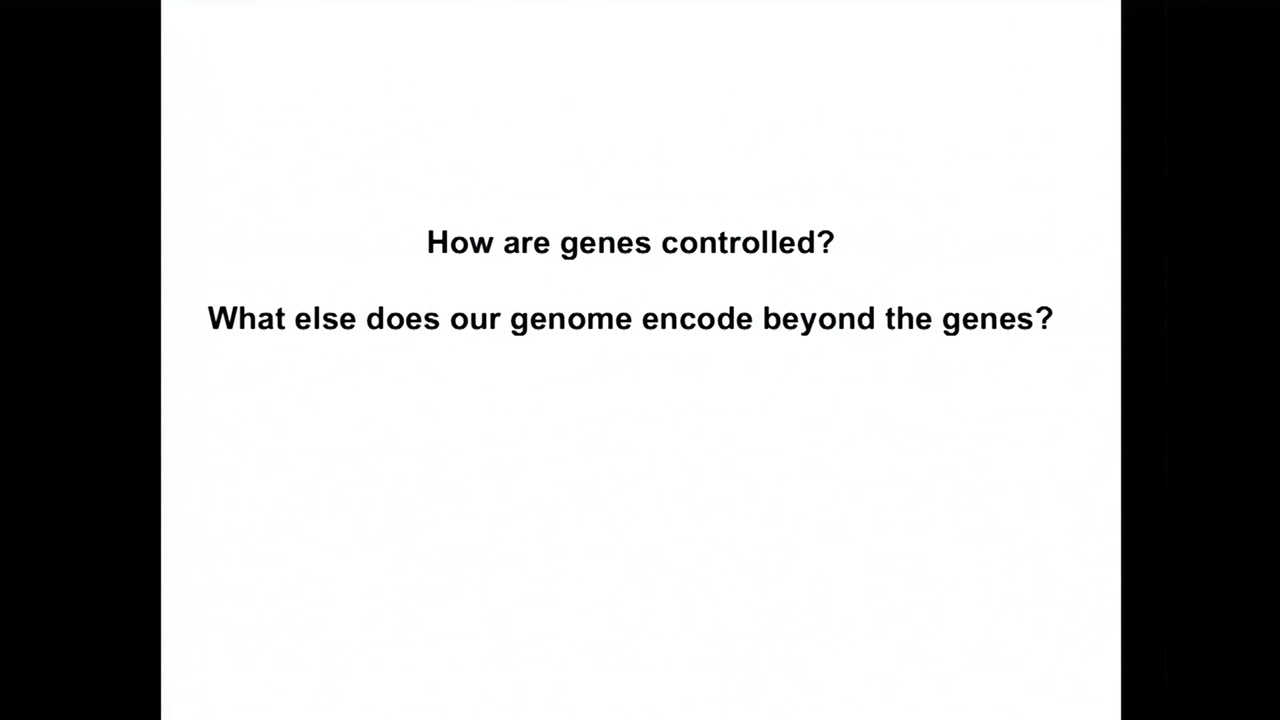 How are genes controlled?
What else does our genome encode beyond the genes?